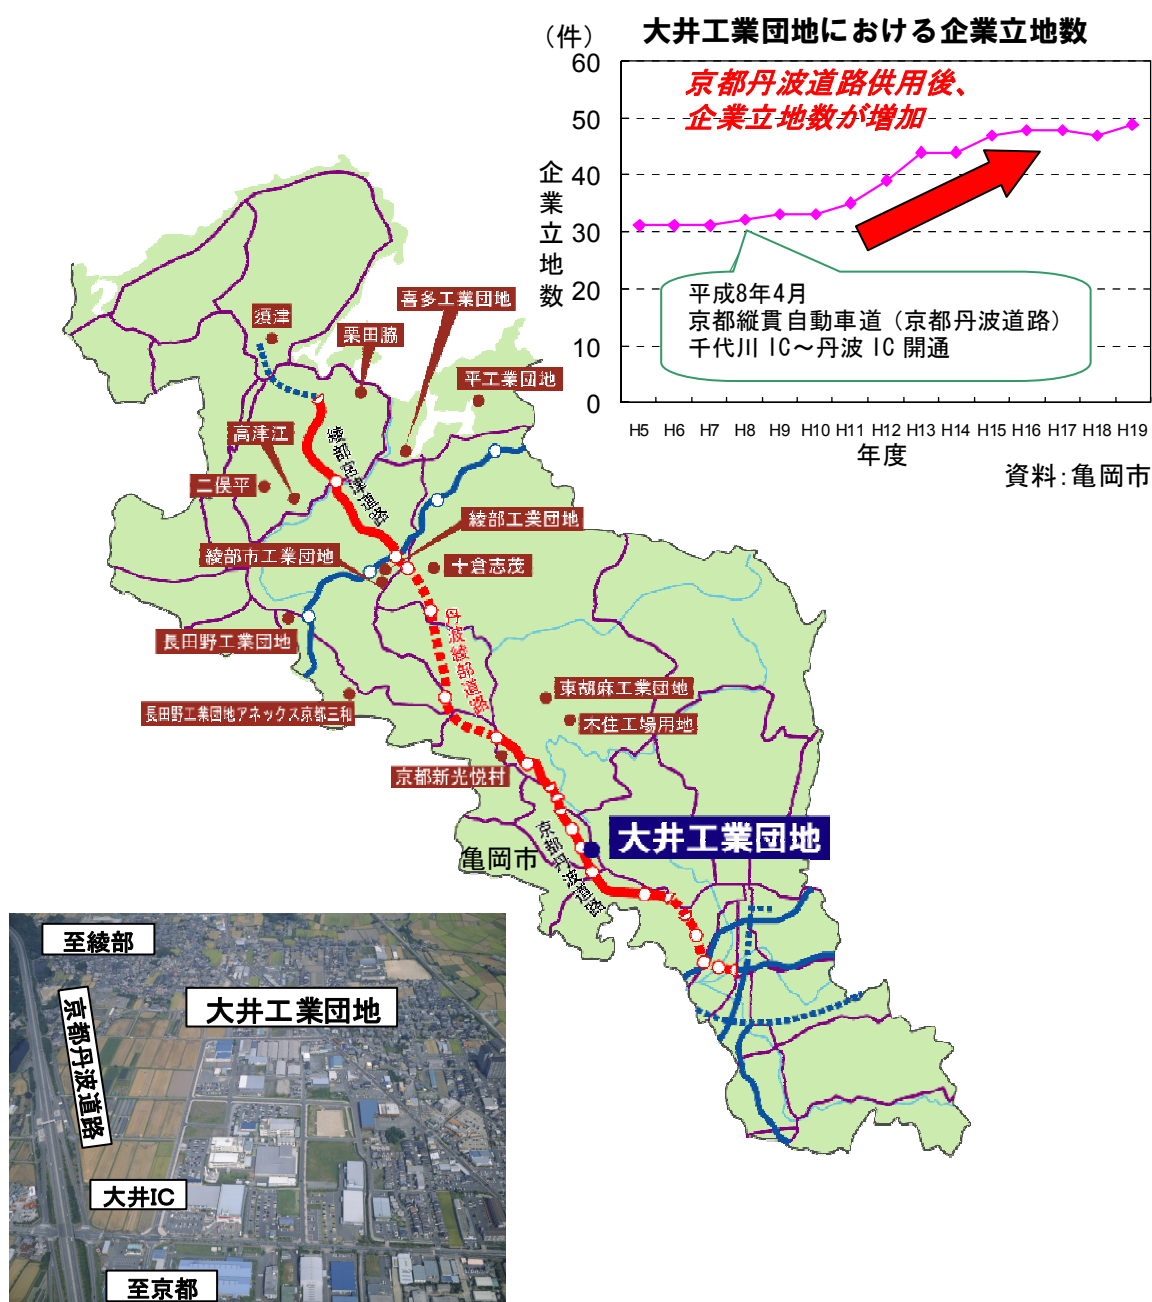 (件)
大井工業団地における企業立地数
60
50
40
30
20
10
0
企業立地数
京都丹波道路供用後、
企業立地数が増加
平成8年4月
京都縦貫自動車道（京都丹波道路）
千代川 IC～丹波 IC 開通
H5 H6 H7 H8 H9 H10 H11 H12 H13 H14 H15 H16 H17 H18 H19
年度
資料:亀岡市
須津
栗田脇
喜多工業団地
平工業団地
高津江
二俣平
綾部宮津道路
綾部工業団地
綾部市工業団地
十倉志茂
長田野工業団地
丹波綾部道路
長田野工業団地アネックス京都三和
東胡麻工業団地
木住工場用地
京都新光悦村
大井工業団地
亀岡市
京都丹波道路
至綾部
大井工業団地
京都丹波道路
大井IC
至京都